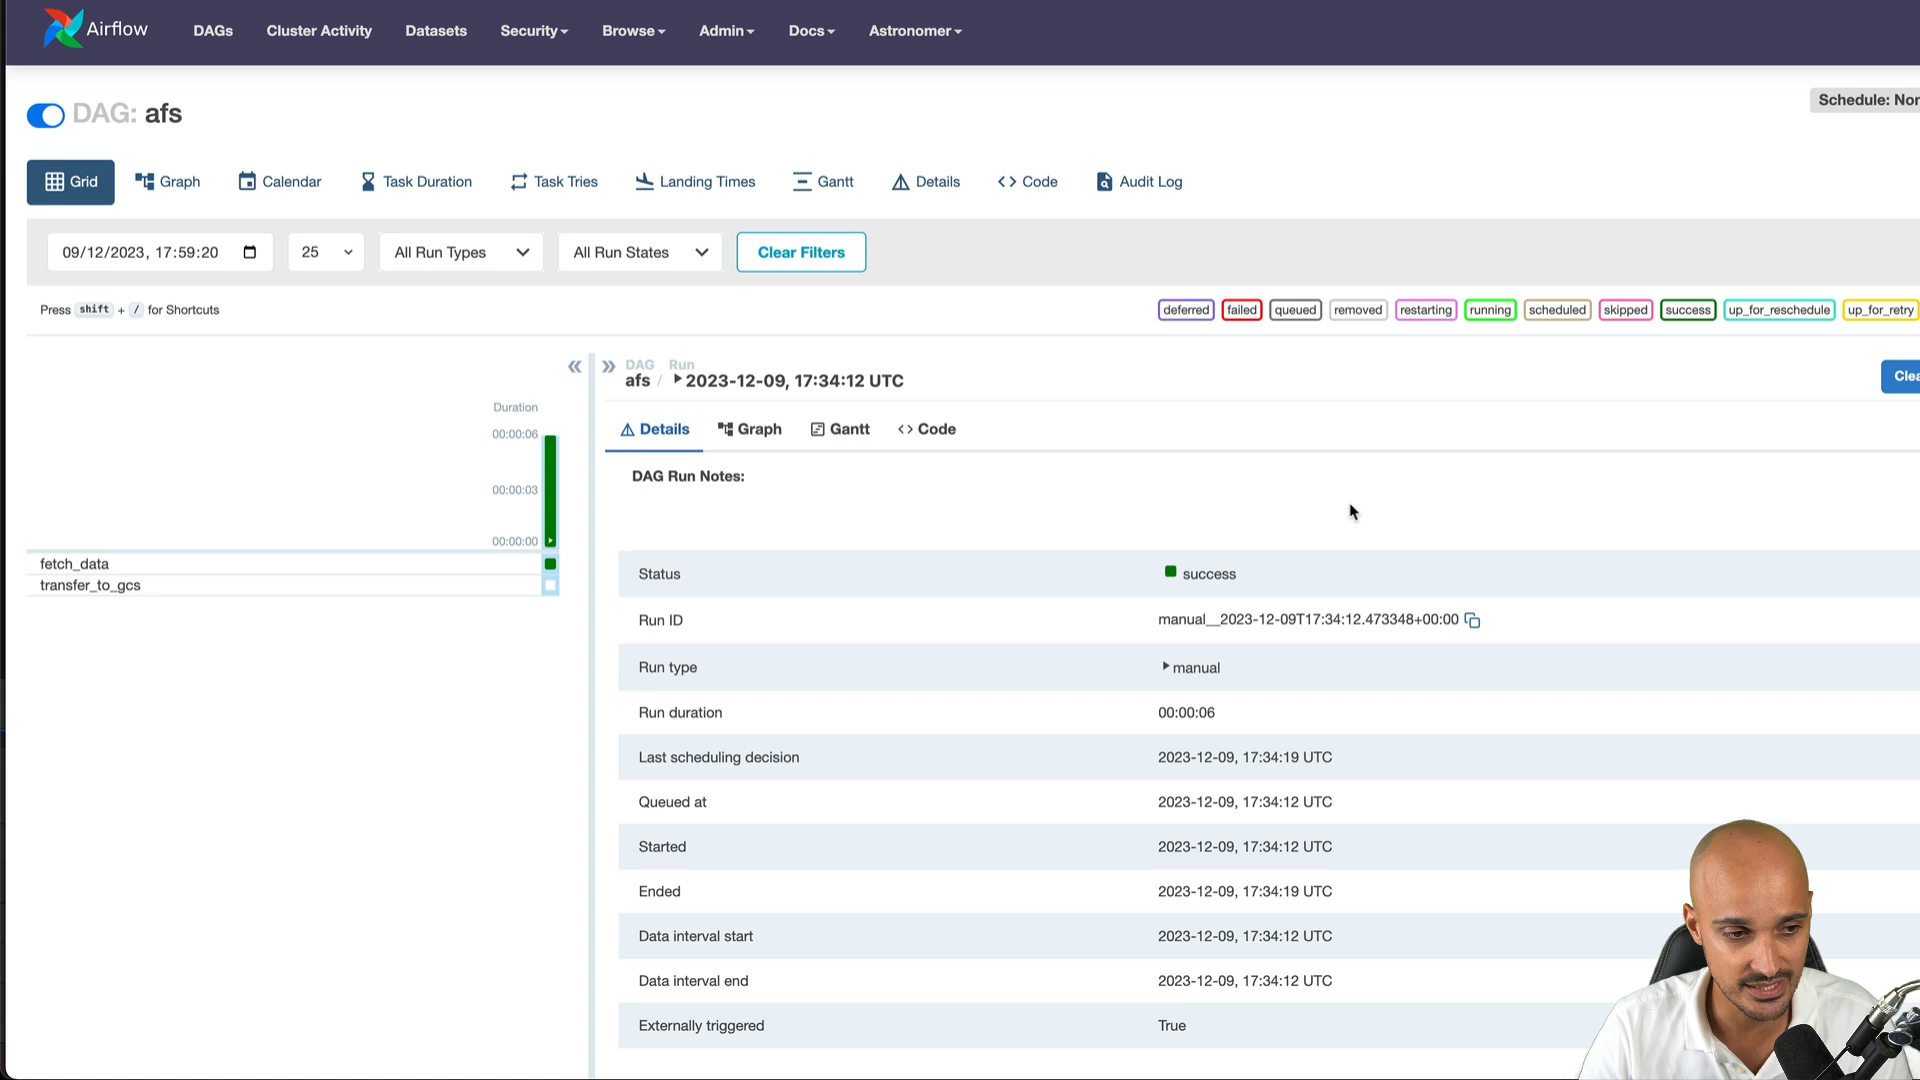 Airflow DAGs Cluster Activity Datasets Security Browse Admin Docs Astronomer
DAG: afs
Schedule: Nor
Grid Graph Calendar Task Duration Task Tries Landing Times Gantt Details <> Code Audit Log
09/12/2023, 17:59:20 25 All Run Types All Run States Clear Filters
Press shift + / for Shortcuts
deferred failed queued removed restarting running scheduled skipped success up_for_reschedule up_for_retry
« » DAG Run
afs / 2023-12-09, 17:34:12 UTC
Clea
Duration
00:00:06
00:00:03
00:00:00
fetch_data
transfer_to_gcs
Details Graph Gantt <> Code
DAG Run Notes:
Status success
Run ID manual__2023-12-09T17:34:12.473348+00:00
Run type manual
Run duration 00:00:06
Last scheduling decision 2023-12-09, 17:34:19 UTC
Queued at 2023-12-09, 17:34:12 UTC
Started 2023-12-09, 17:34:12 UTC
Ended 2023-12-09, 17:34:19 UTC
Data interval start 2023-12-09, 17:34:12 UTC
Data interval end 2023-12-09, 17:34:12 UTC
Externally triggered True